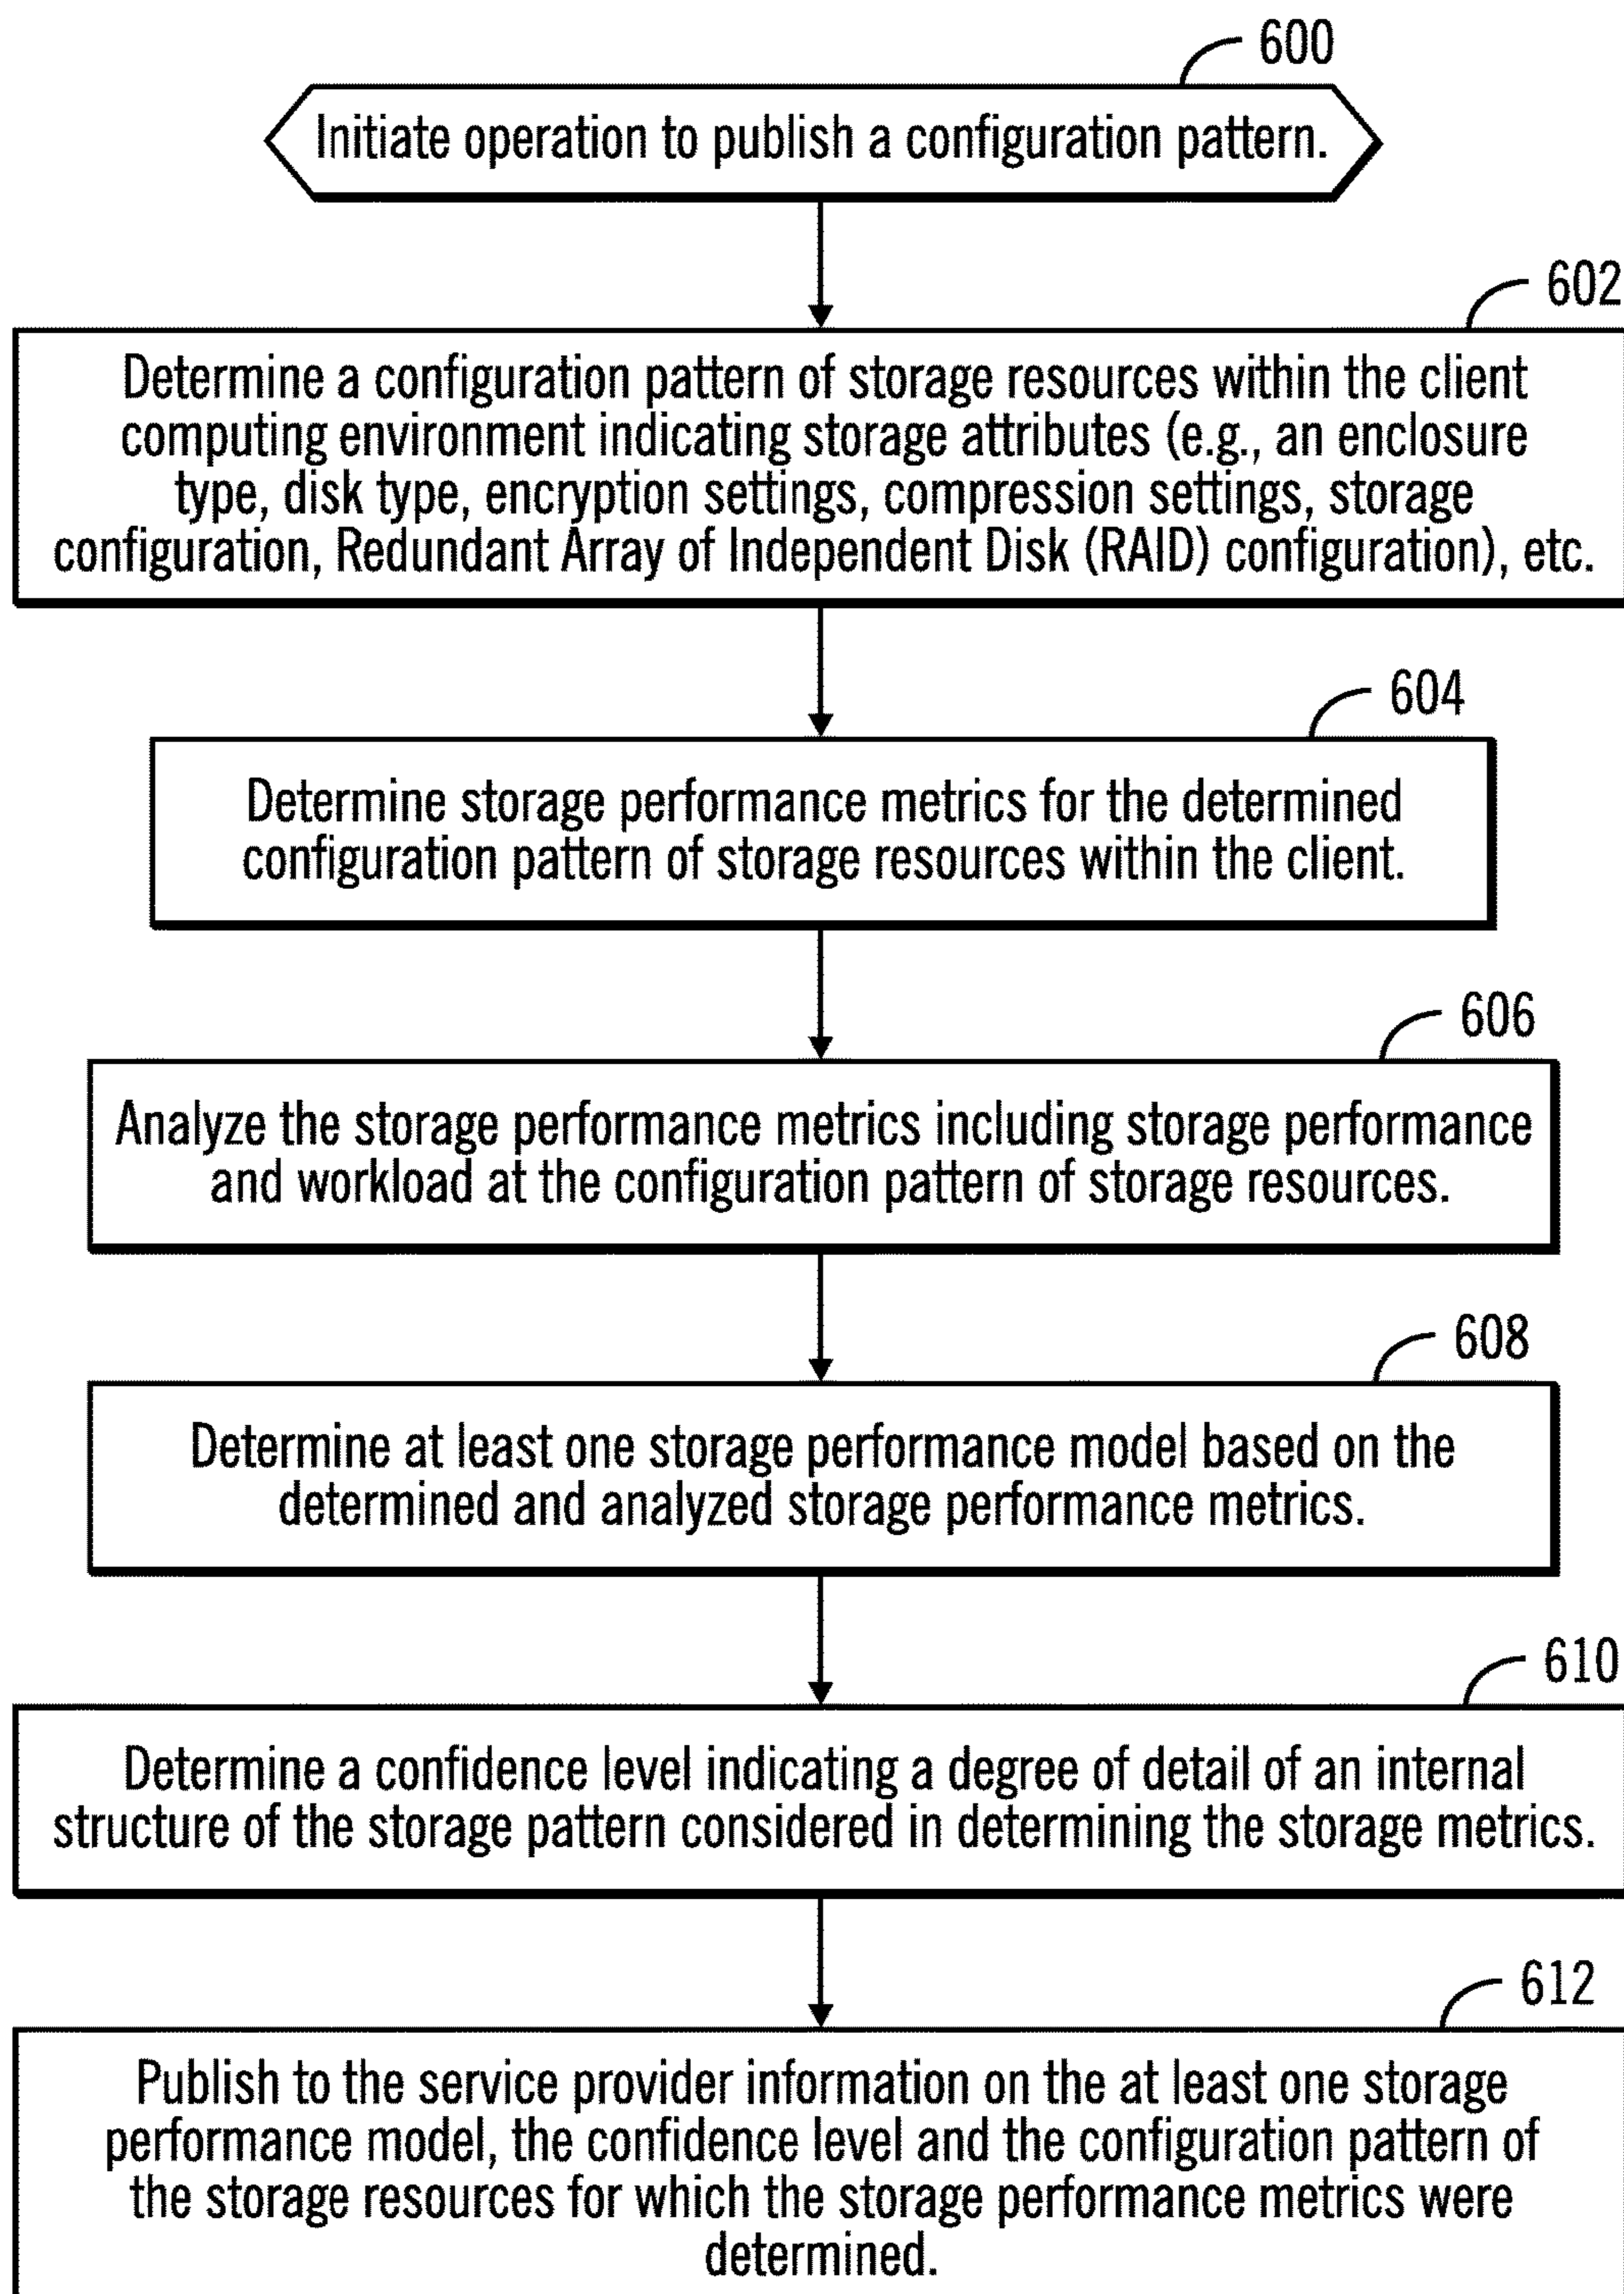 600
Initiate operation to publish a configuration pattern.
602
Determine a configuration pattern of storage resources within the client
computing environment indicating storage attributes (e.g., an enclosure
type, disk type, encryption settings, compression settings, storage
configuration, Redundant Array of Independent Disk (RAID) configuration), etc.
604
Determine storage performance metrics for the determined
configuration pattern of storage resources within the client.
606
Analyze the storage performance metrics including storage performance
and workload at the configuration pattern of storage resources.
608
Determine at least one storage performance model based on the
determined and analyzed storage performance metrics.
610
Determine a confidence level indicating a degree of detail of an internal
structure of the storage pattern considered in determining the storage metrics.
612
Publish to the service provider information on the at least one storage
performance model, the confidence level and the configuration pattern of
the storage resources for which the storage performance metrics were
determined.